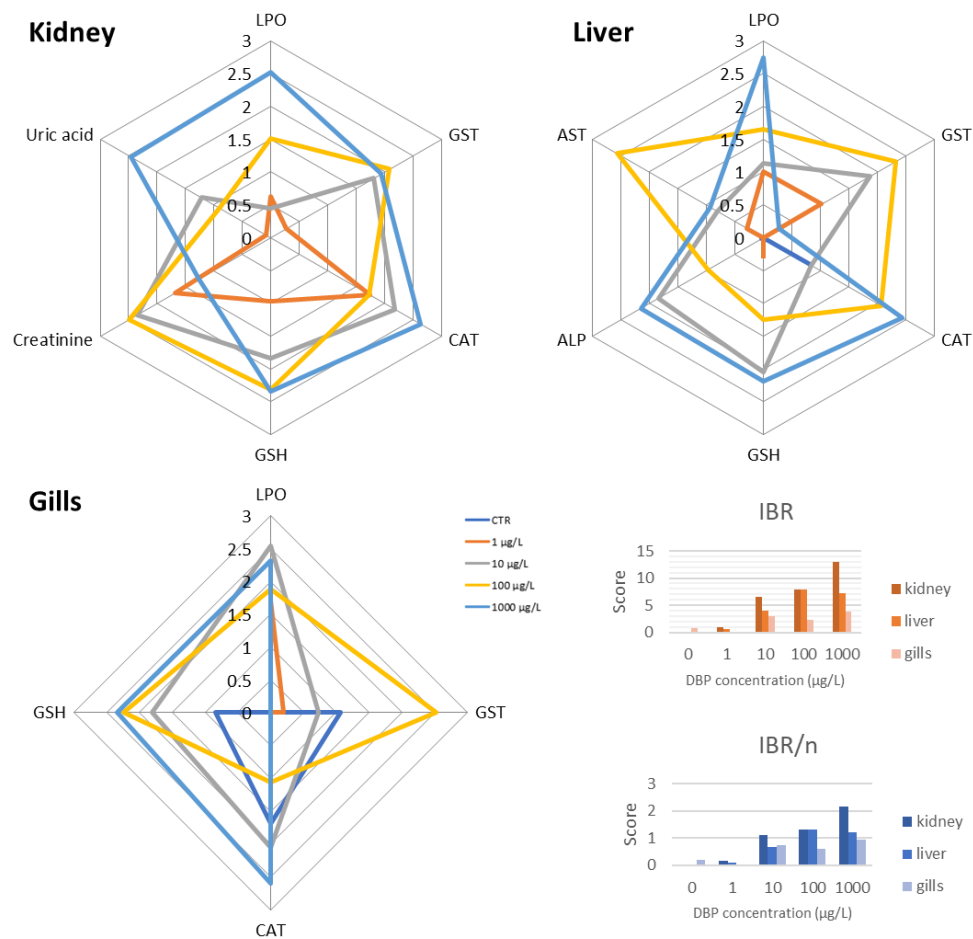 Kidney
LPO
3
2.5
2
1.5
1
0.5
0
GST
CAT
GSH
Creatinine
Uric acid
Liver
LPO
3
2.5
2
1.5
1
0.5
0
GST
CAT
GSH
ALP
AST
Gills
LPO
3
2.5
2
1.5
1
0.5
0
GST
CAT
GSH
CTR
1 µg/L
10 µg/L
100 µg/L
1000 µg/L
IBR
Score
15
10
5
0
0 1 10 100 1000
DBP concentration (µg/L)
kidney
liver
gills
IBR/n
Score
3
2
1
0
0 1 10 100 1000
DBP concentration (µg/L)
kidney
liver
gills